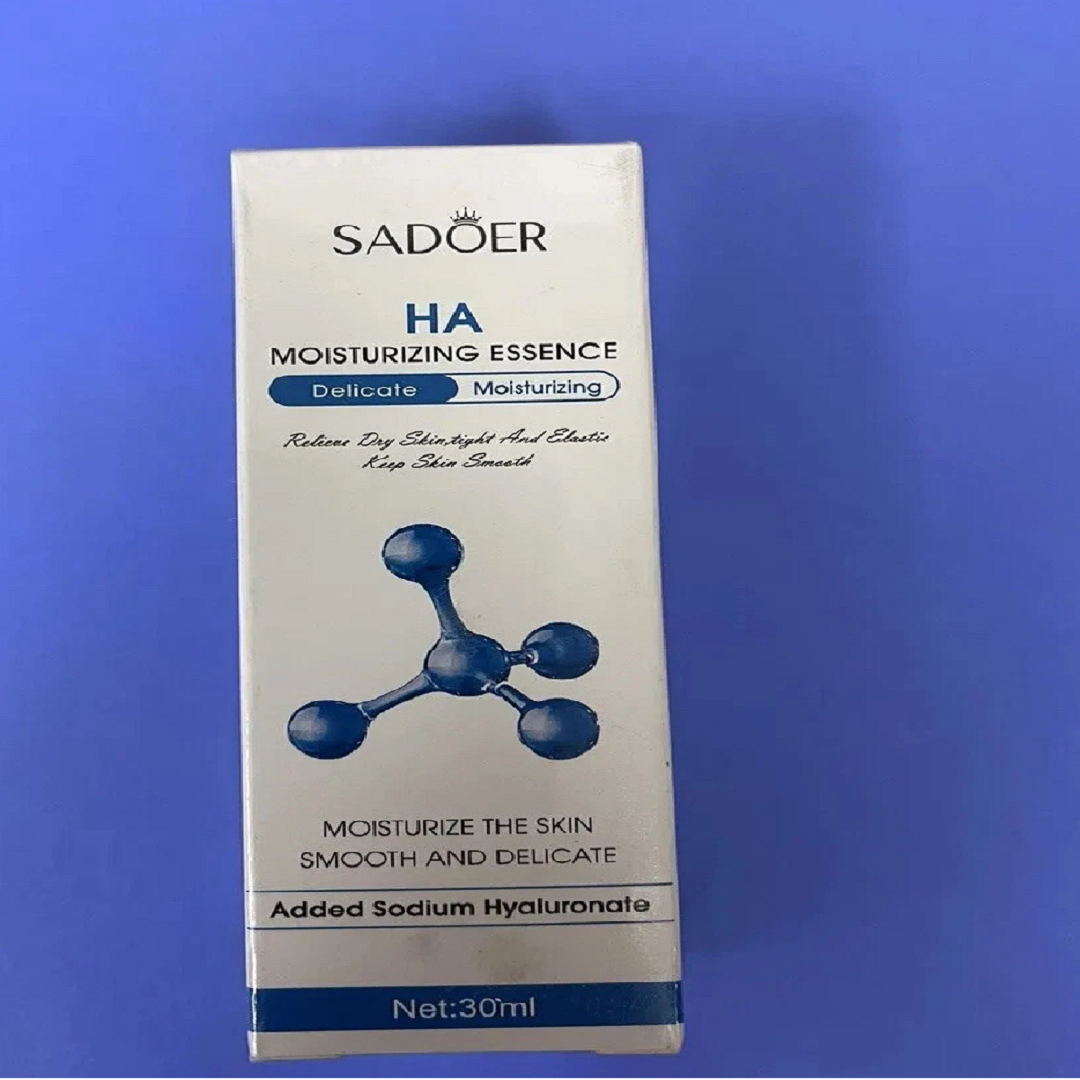 SADOER
HA
MOISTURIZING ESSENCE
Delicate Moisturizing
Relieve Dry Skin,tight And Elastic
Keep Skin Smooth
MOISTURIZE THE SKIN
SMOOTH AND DELICATE
Added Sodium Hyaluronate
Net:30ml